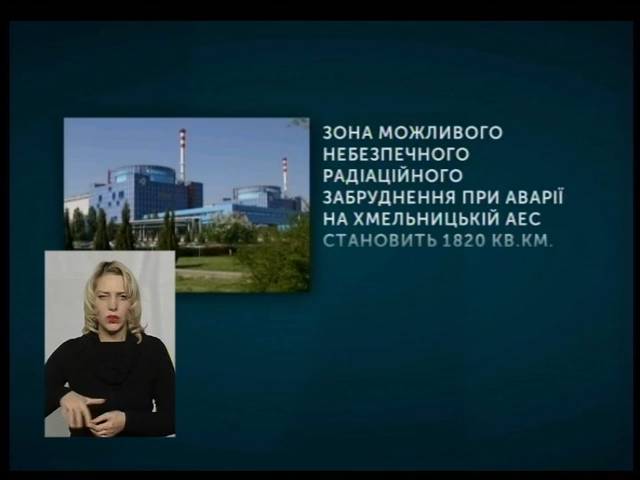 ЗОНА МОЖЛИВОГО
НЕБЕЗПЕЧНОГО
РАДІАЦІЙНОГО
ЗАБРУДНЕННЯ ПРИ АВАРІЇ
НА ХМЕЛЬНИЦЬКІЙ АЕС
СТАНОВИТЬ 1820 КВ.КМ.